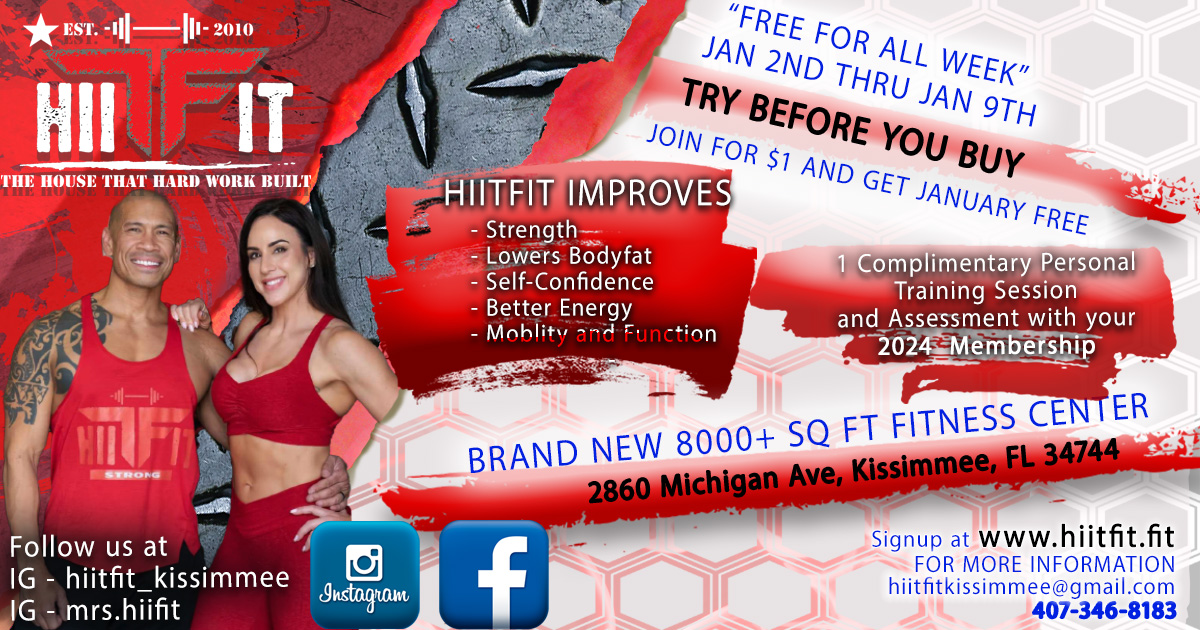 EST. 2010
HIITFIT
THE HOUSE THAT HARD WORK BUILT
"FREE FOR ALL WEEK"
JAN 2ND THRU JAN 9TH
TRY BEFORE YOU BUY
JOIN FOR $1 AND GET JANUARY FREE
HIITFIT IMPROVES
- Strength
- Lowers Bodyfat
- Self-Confidence
- Better Energy
- Moblity and Function
1 Complimentary Personal
Training Session
and Assessment with your
2024 Membership
BRAND NEW 8000+ SQ FT FITNESS CENTER
2860 Michigan Ave, Kissimmee, FL 34744
HIITFIT
STRONG
Follow us at
IG - hiitfit_kissimmee
IG - mrs.hiifit
Instagram
f
Signup at www.hiitfit.fit
FOR MORE INFORMATION
hiitfitkissimmee@gmail.com
407-346-8183